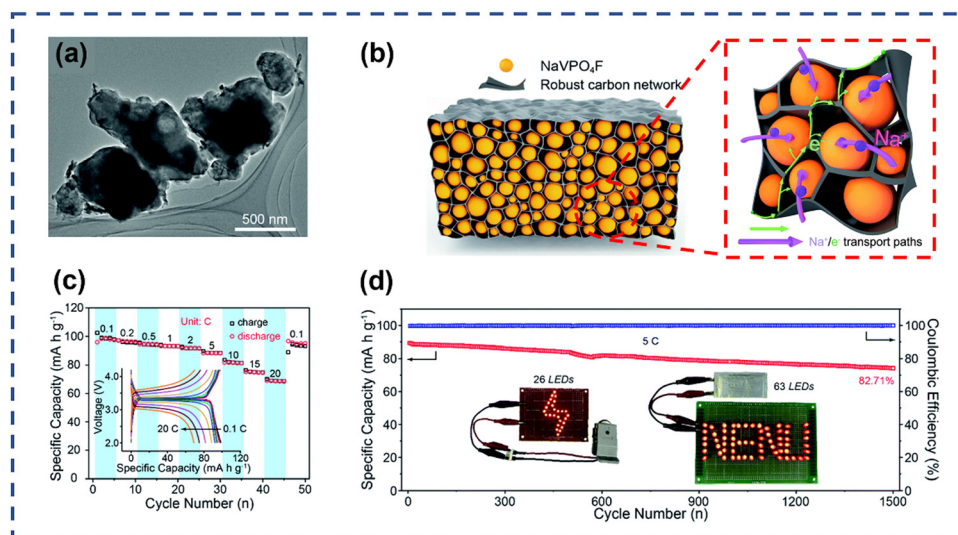 (a)
500 nm
(b)
NaVPO₄F
Robust carbon network
Na⁺
e⁻
Na⁺/e⁻ transport paths
(c)
Specific Capacity (mA h g⁻¹)
120
100
80
60
40
20
0
0.1
0.2
0.5
1
2
5
10
15
20
0.1
Unit: C
charge
discharge
Voltage (V)
4.0
3.0
2.0
20 C
0.1 C
0 20 40 60 80 100
Specific Capacity (mA h g⁻¹)
0 10 20 30 40 50
Cycle Number (n)
(d)
Specific Capacity (mA h g⁻¹)
100
80
60
40
20
0
5 C
82.71%
26 LEDs
63 LEDs
NENU
0 300 600 900 1200 1500
Cycle Number (n)
100
80
60
40
20
0
Coulombic Efficiency (%)